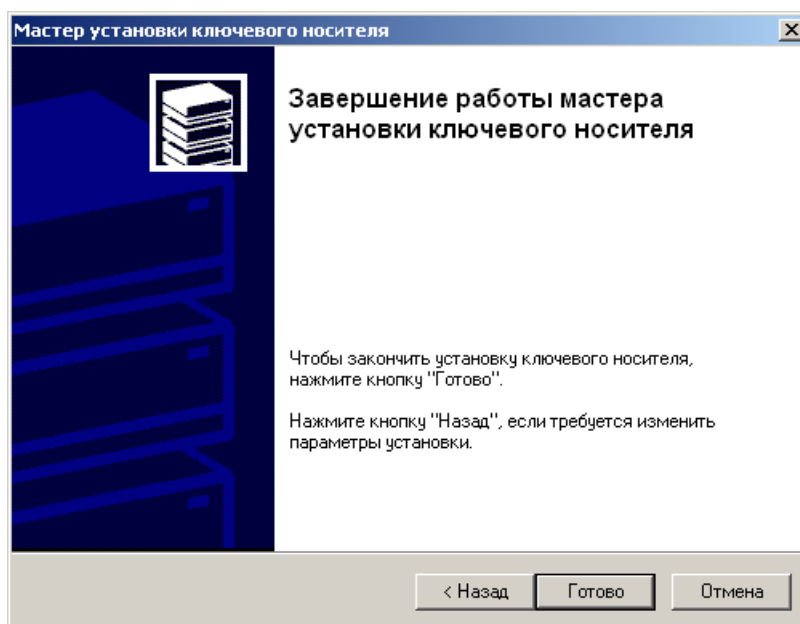 Мастер установки ключевого носителя
Завершение работы мастера
установки ключевого носителя
Чтобы закончить установку ключевого носителя,
нажмите кнопку "Готово".
Нажмите кнопку "Назад", если требуется изменить
параметры установки.
< Назад Готово Отмена